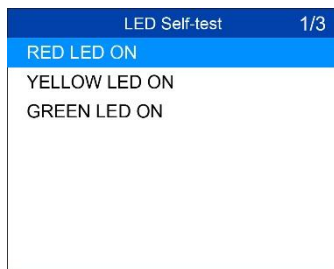 LED Self-test 1/3
RED LED ON
YELLOW LED ON
GREEN LED ON